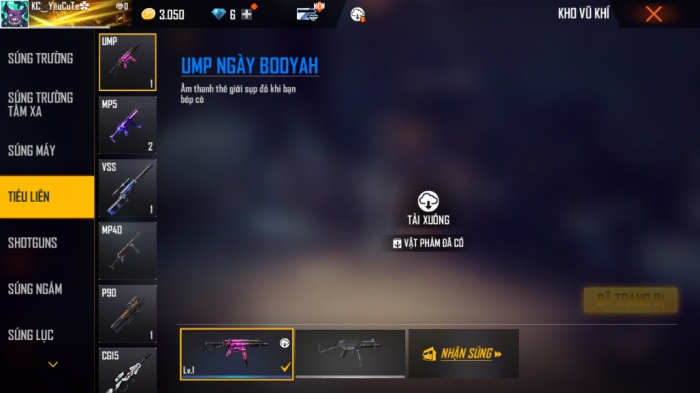 KC_YêuCưTe
0
3.050
6
NEW
KHO VŨ KHÍ
SÚNG TRƯỜNG
SÚNG TRƯỜNG
TẦM XA
SÚNG MÁY
TIỂU LIÊN
SHOTGUNS
SÚNG NGẮM
SÚNG LỤC
UMP
1
MP5
2
VSS
1
MP40
P90
1
CG15
UMP NGÀY BOOYAH
Âm thanh thế giới sụp đổ khi bạn
bóp cò
TẢI XUỐNG
VẬT PHẨM ĐÃ CÓ
ĐÃ TRANG BỊ
Lv.1
NHẬN SÚNG